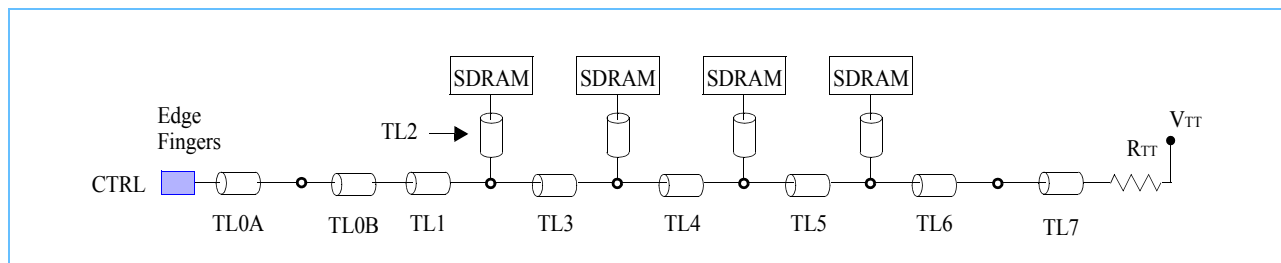 SDRAM SDRAM SDRAM SDRAM
Edge
Fingers
TL2
VTT
RTT
CTRL
TL0A TL0B TL1 TL3 TL4 TL5 TL6 TL7